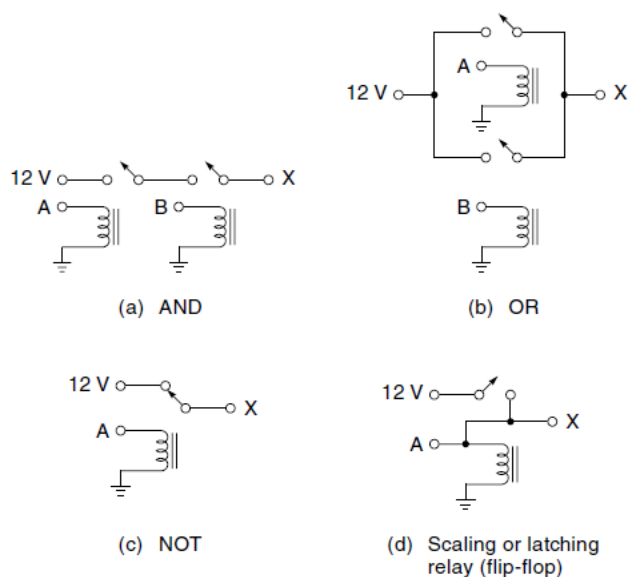 12 V
X
A
B
(a) AND
12 V
A
X
B
(b) OR
12 V
X
A
(c) NOT
12 V
X
A
(d) Scaling or latching
relay (flip-flop)